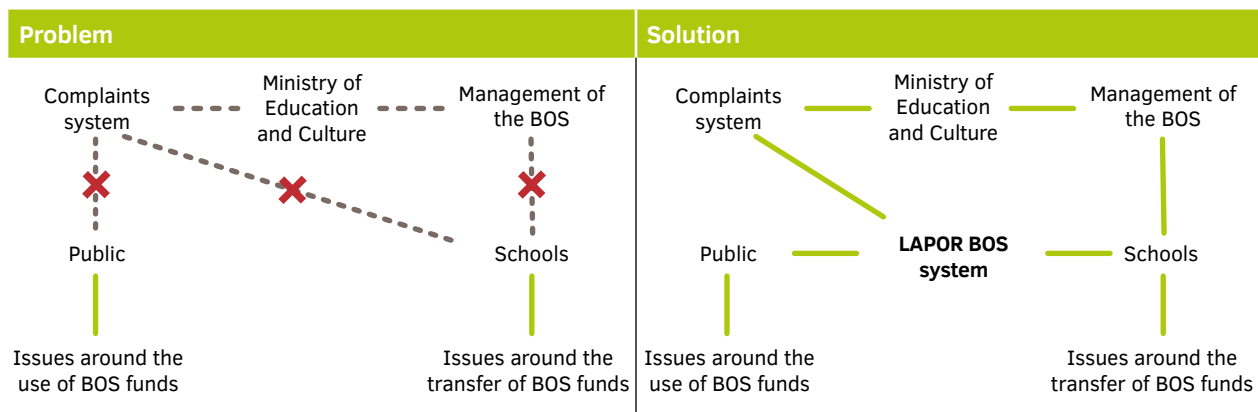 Problem
Complaints
system
Ministry of
Education
and Culture
Management of
the BOS
Public
Schools
Issues around the
use of BOS funds
Issues around the
transfer of BOS funds
Solution
Complaints
system
Ministry of
Education
and Culture
Management of
the BOS
Public
LAPOR BOS
system
Schools
Issues around the
use of BOS funds
Issues around the
transfer of BOS funds